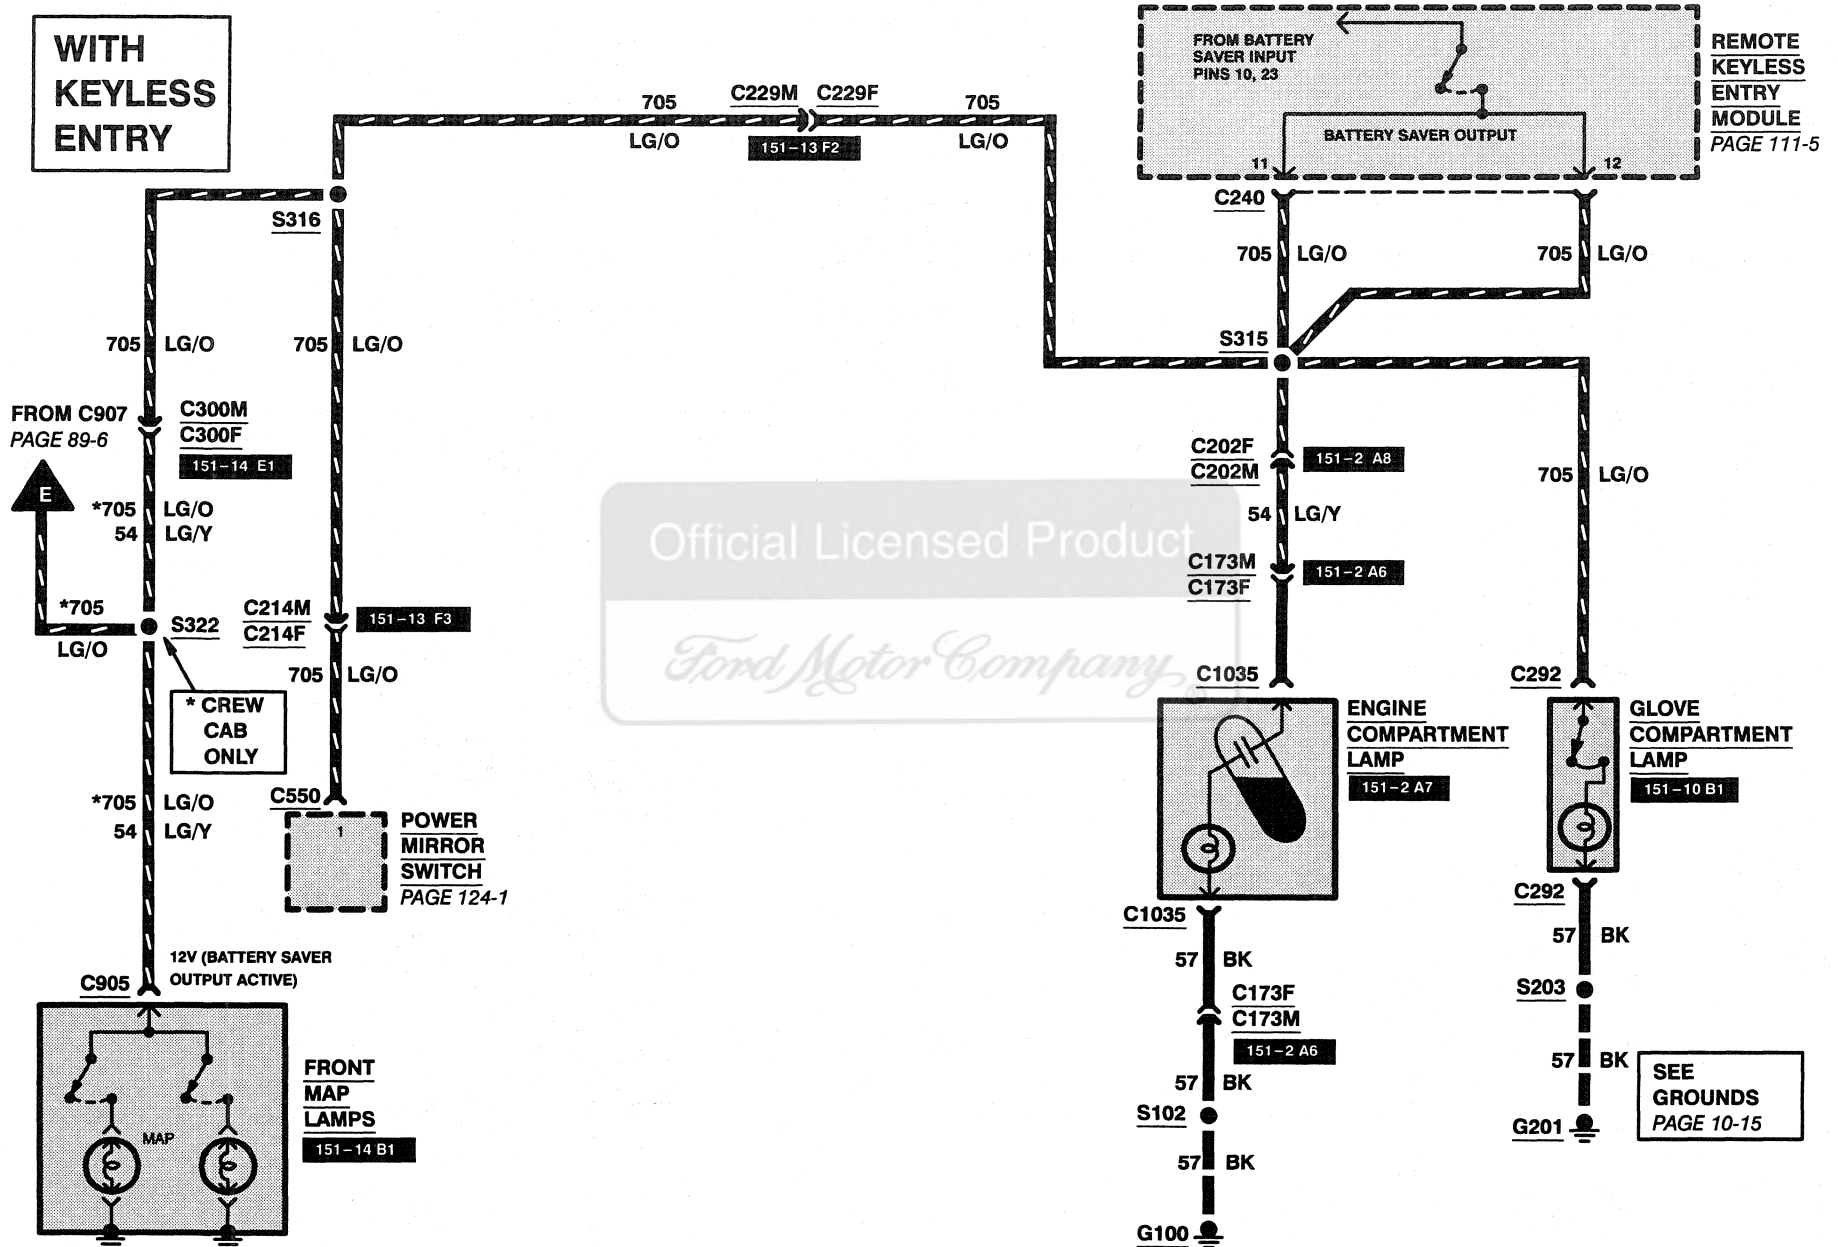 WITH
KEYLESS
ENTRY
FROM BATTERY
SAVER INPUT
PINS 10, 23
BATTERY SAVER OUTPUT
11
12
REMOTE
KEYLESS
ENTRY
MODULE
PAGE 111-5
705
C229M
C229F
705
LG/O
151-13 F2
LG/O
S316
C240
705
LG/O
705
LG/O
S315
705
LG/O
705
LG/O
FROM C907
PAGE 89-6
E
C300M
C300F
151-14 E1
*705
LG/O
54
LG/Y
*705
LG/O
S322
* CREW
CAB
ONLY
*705
LG/O
54
LG/Y
C214M
C214F
151-13 F3
705
LG/O
C550
1
POWER
MIRROR
SWITCH
PAGE 124-1
12V (BATTERY SAVER
OUTPUT ACTIVE)
C905
MAP
FRONT
MAP
LAMPS
151-14 B1
Official Licensed Product
Ford Motor Company
®
C202F
C202M
151-2 A8
54
LG/Y
C173M
C173F
151-2 A6
705
LG/O
C1035
ENGINE
COMPARTMENT
LAMP
151-2 A7
C292
GLOVE
COMPARTMENT
LAMP
151-10 B1
C1035
57
BK
C173F
C173M
151-2 A6
57
BK
S102
57
BK
G100
C292
57
BK
S203
57
BK
G201
SEE
GROUNDS
PAGE 10-15